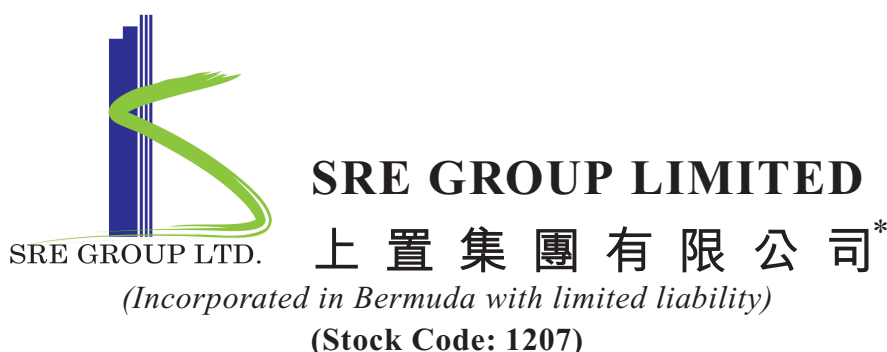 SRE GROUP LTD.
SRE GROUP LIMITED
上置集團有限公司*
(Incorporated in Bermuda with limited liability)
(Stock Code: 1207)